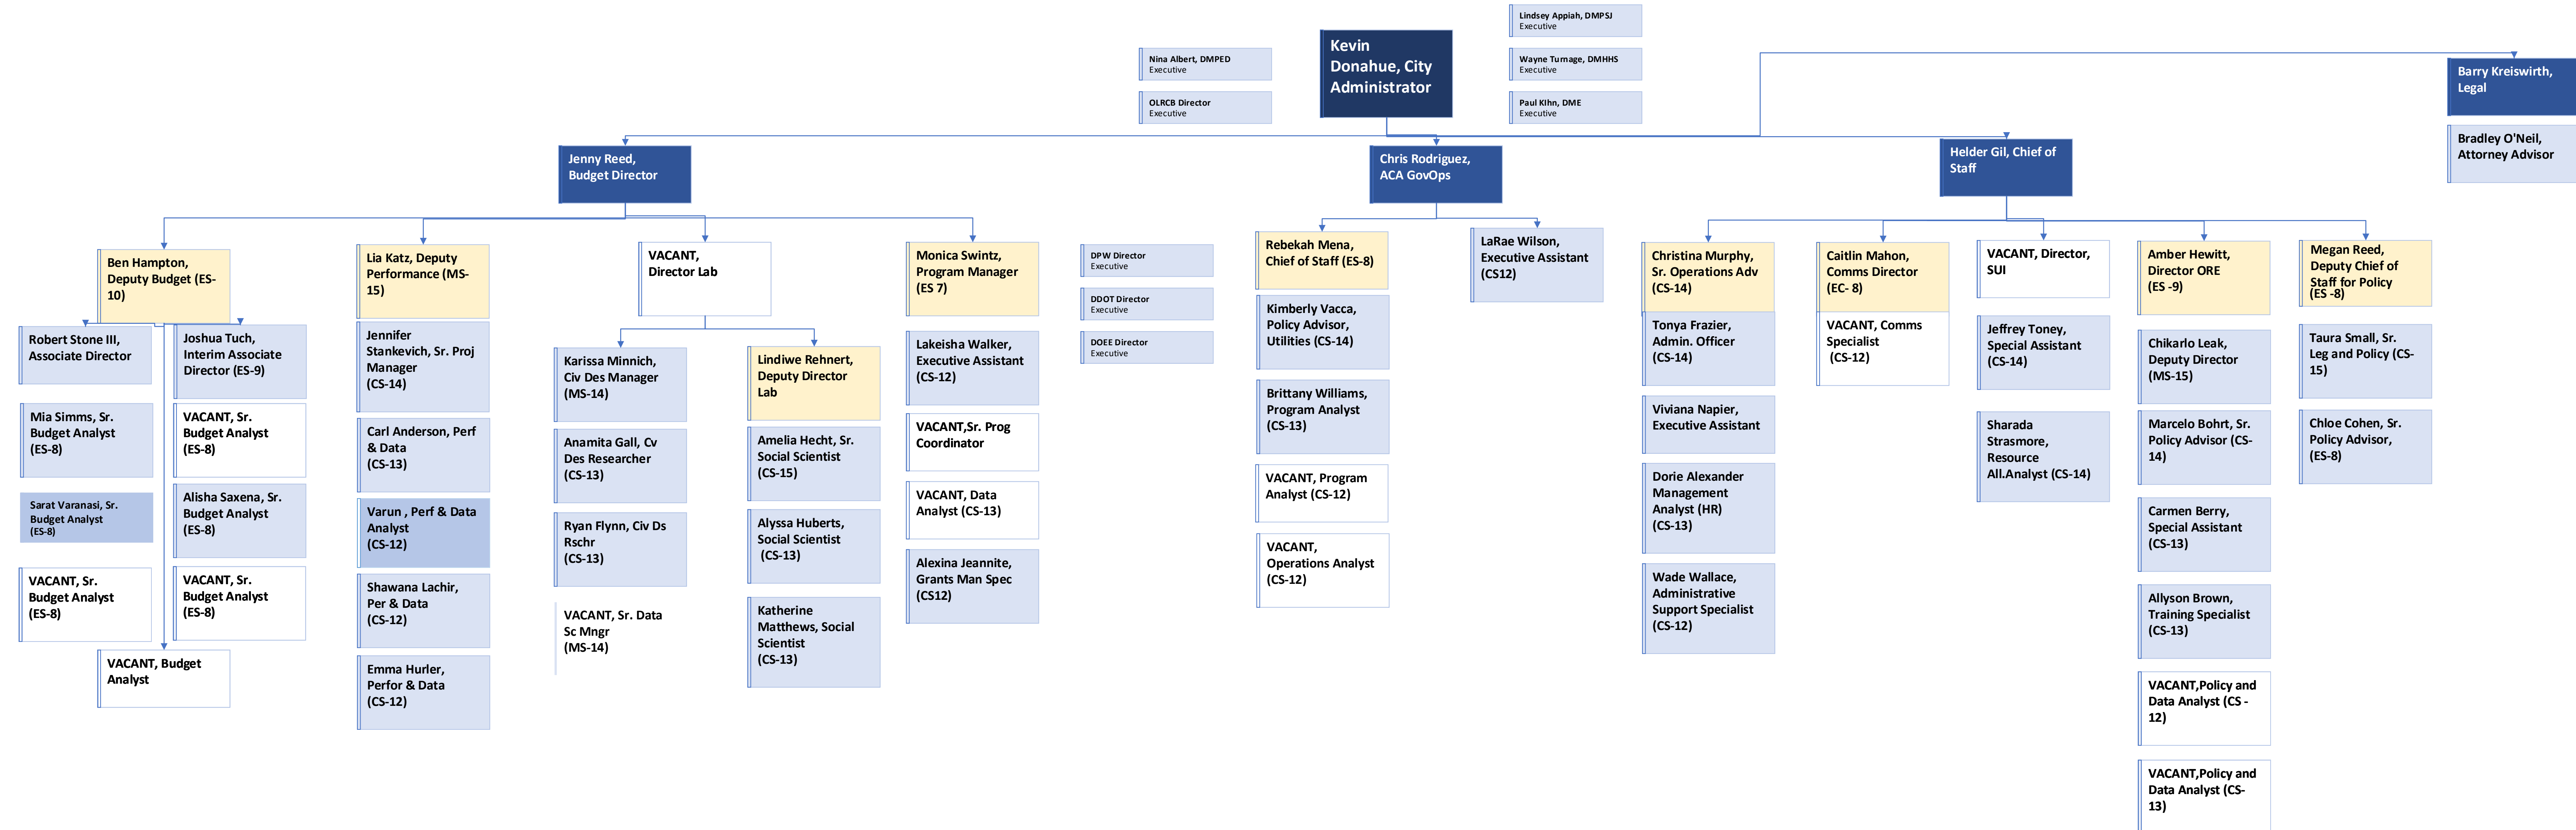 Lindsey Appiah, DMPSJ
Executive
Kevin
Donahue, City
Administrator
Nina Albert, DMPED
Executive
Wayne Turnage, DMHHS
Executive
OLRCB Director
Executive
Paul KIhn, DME
Executive
Barry Kreiswirth,
Legal
Bradley O'Neil,
Attorney Advisor
Jenny Reed,
Budget Director
Chris Rodriguez,
ACA GovOps
Helder Gil, Chief of
Staff
Ben Hampton,
Deputy Budget (ES-
10)
Robert Stone III,
Associate Director
Mia Simms, Sr.
Budget Analyst
(ES-8)
Sarat Varanasi, Sr.
Budget Analyst
(ES-8)
VACANT, Sr.
Budget Analyst
(ES-8)
Joshua Tuch,
Interim Associate
Director (ES-9)
VACANT, Sr.
Budget Analyst
(ES-8)
Alisha Saxena, Sr.
Budget Analyst
(ES-8)
VACANT, Sr.
Budget Analyst
(ES-8)
VACANT, Budget
Analyst
Lia Katz, Deputy
Performance (MS-
15)
Jennifer
Stankevich, Sr. Proj
Manager
(CS-14)
Carl Anderson, Perf
& Data
(CS-13)
Varun , Perf & Data
Analyst
(CS-12)
Shawana Lachir,
Per & Data
(CS-12)
Emma Hurler,
Perfor & Data
(CS-12)
VACANT,
Director Lab
Karissa Minnich,
Civ Des Manager
(MS-14)
Anamita Gall, Cv
Des Researcher
(CS-13)
Ryan Flynn, Civ Ds
Rschr
(CS-13)
VACANT, Sr. Data
Sc Mngr
(MS-14)
Lindiwe Rehnert,
Deputy Director
Lab
Amelia Hecht, Sr.
Social Scientist
(CS-15)
Alyssa Huberts,
Social Scientist
(CS-13)
Katherine
Matthews, Social
Scientist
(CS-13)
Monica Swintz,
Program Manager
(ES 7)
Lakeisha Walker,
Executive Assistant
(CS-12)
VACANT,Sr. Prog
Coordinator
VACANT, Data
Analyst (CS-13)
Alexina Jeannite,
Grants Man Spec
(CS12)
DPW Director
Executive
DDOT Director
Executive
DOEE Director
Executive
Rebekah Mena,
Chief of Staff (ES-8)
Kimberly Vacca,
Policy Advisor,
Utilities (CS-14)
Brittany Williams,
Program Analyst
(CS-13)
VACANT, Program
Analyst (CS-12)
VACANT,
Operations Analyst
(CS-12)
LaRae Wilson,
Executive Assistant
(CS12)
Christina Murphy,
Sr. Operations Adv
(CS-14)
Tonya Frazier,
Admin. Officer
(CS-14)
Viviana Napier,
Executive Assistant
Dorie Alexander
Management
Analyst (HR)
(CS-13)
Wade Wallace,
Administrative
Support Specialist
(CS-12)
Caitlin Mahon,
Comms Director
(EC- 8)
VACANT, Comms
Specialist
(CS-12)
VACANT, Director,
SUI
Jeffrey Toney,
Special Assistant
(CS-14)
Sharada
Strasmore,
Resource
All.Analyst (CS-14)
Amber Hewitt,
Director ORE
(ES -9)
Chikarlo Leak,
Deputy Director
(MS-15)
Marcelo Bohrt, Sr.
Policy Advisor (CS-
14)
Carmen Berry,
Special Assistant
(CS-13)
Allyson Brown,
Training Specialist
(CS-13)
VACANT,Policy and
Data Analyst (CS -
12)
VACANT,Policy and
Data Analyst (CS-
13)
Megan Reed,
Deputy Chief of
Staff for Policy
(ES -8)
Taura Small, Sr.
Leg and Policy (CS-
15)
Chloe Cohen, Sr.
Policy Advisor,
(ES-8)